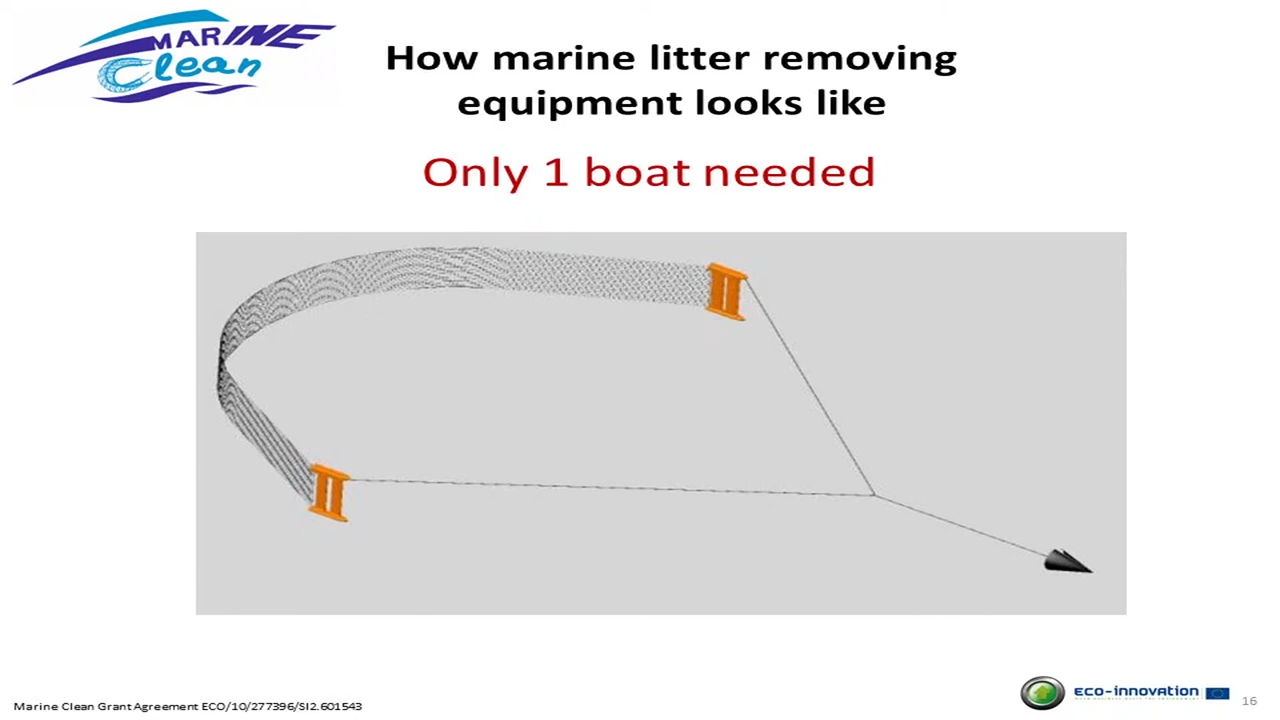 MARINE
Clean
How marine litter removing
equipment looks like
Only 1 boat needed
Marine Clean Grant Agreement ECO/10/277396/SI2.601543
eco-innovation
16